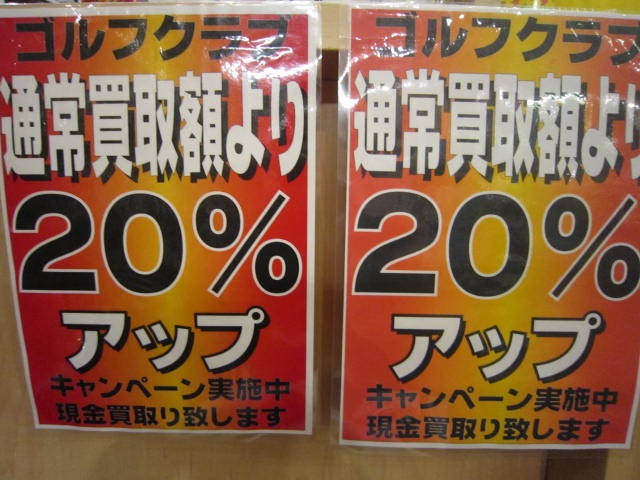 ゴルフクラブ
通常買取額より
20%
アップ
キャンペーン実施中
現金買取り致します
ゴルフクラブ
通常買取額より
20%
アップ
キャンペーン実施中
現金買取り致します